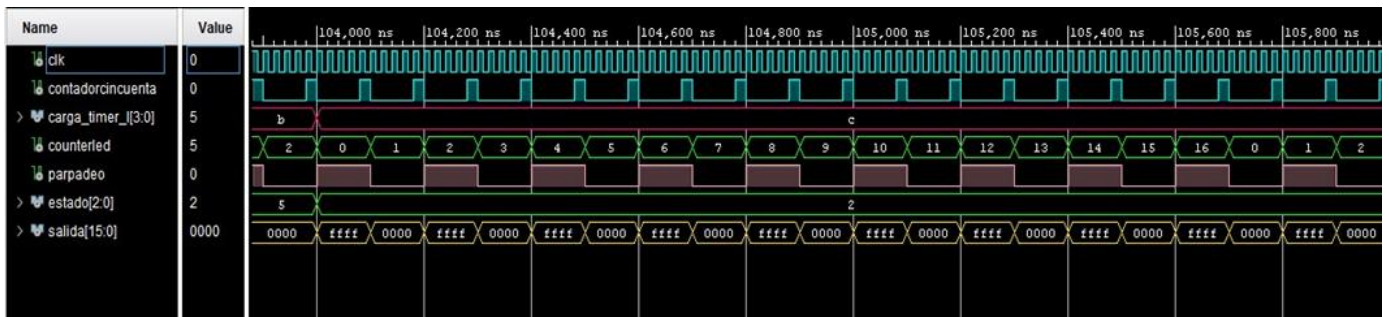 Name Value
104,000 ns 104,200 ns 104,400 ns 104,600 ns 104,800 ns 105,000 ns 105,200 ns 105,400 ns 105,600 ns 105,800 ns
clk 0
contadorcincuenta 0
> carga_timer_l[3:0] 5 b c
counterled 5 2 0 1 2 3 4 5 6 7 8 9 10 11 12 13 14 15 16 0 1 2
parpadeo 0
> estado[2:0] 2 5 2
> salida[15:0] 0000 0000 ffff 0000 ffff 0000 ffff 0000 ffff 0000 ffff 0000 ffff 0000 ffff 0000 ffff 0000 ffff 0000 ffff 0000